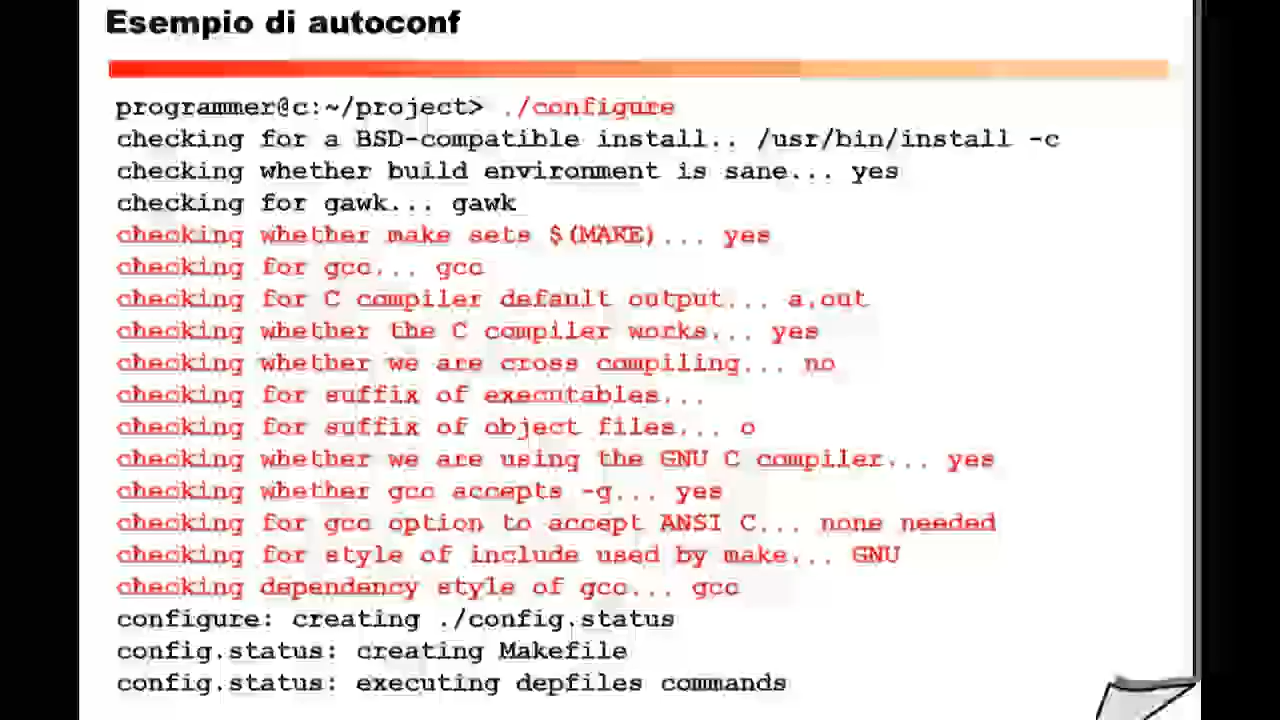 Esempio di autoconf
programmer@c:~/project> ./configure
checking for a BSD-compatible install.. /usr/bin/install -c
checking whether build environment is sane... yes
checking for gawk... gawk
checking whether make sets $(MAKE)... yes
checking for gcc... gcc
checking for C compiler default output... a.out
checking whether the C compiler works... yes
checking whether we are cross compiling... no
checking for suffix of executables...
checking for suffix of object files... o
checking whether we are using the GNU C compiler... yes
checking whether gcc accepts -g... yes
checking for gcc option to accept ANSI C... none needed
checking for style of include used by make... GNU
checking dependency style of gcc... gcc
configure: creating ./config.status
config.status: creating Makefile
config.status: executing depfiles commands